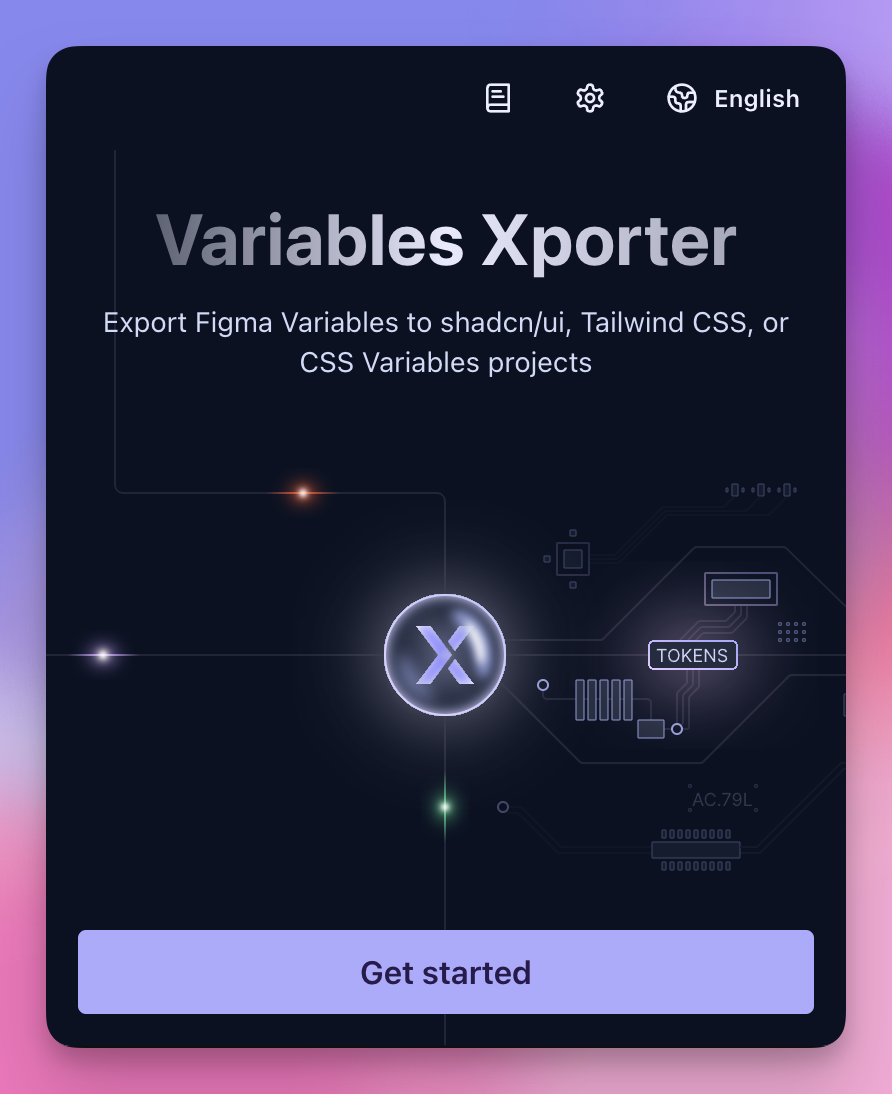 English
Variables Xporter
Export Figma Variables to shadcn/ui, Tailwind CSS, or
CSS Variables projects
X
TOKENS
AC.79L
Get started